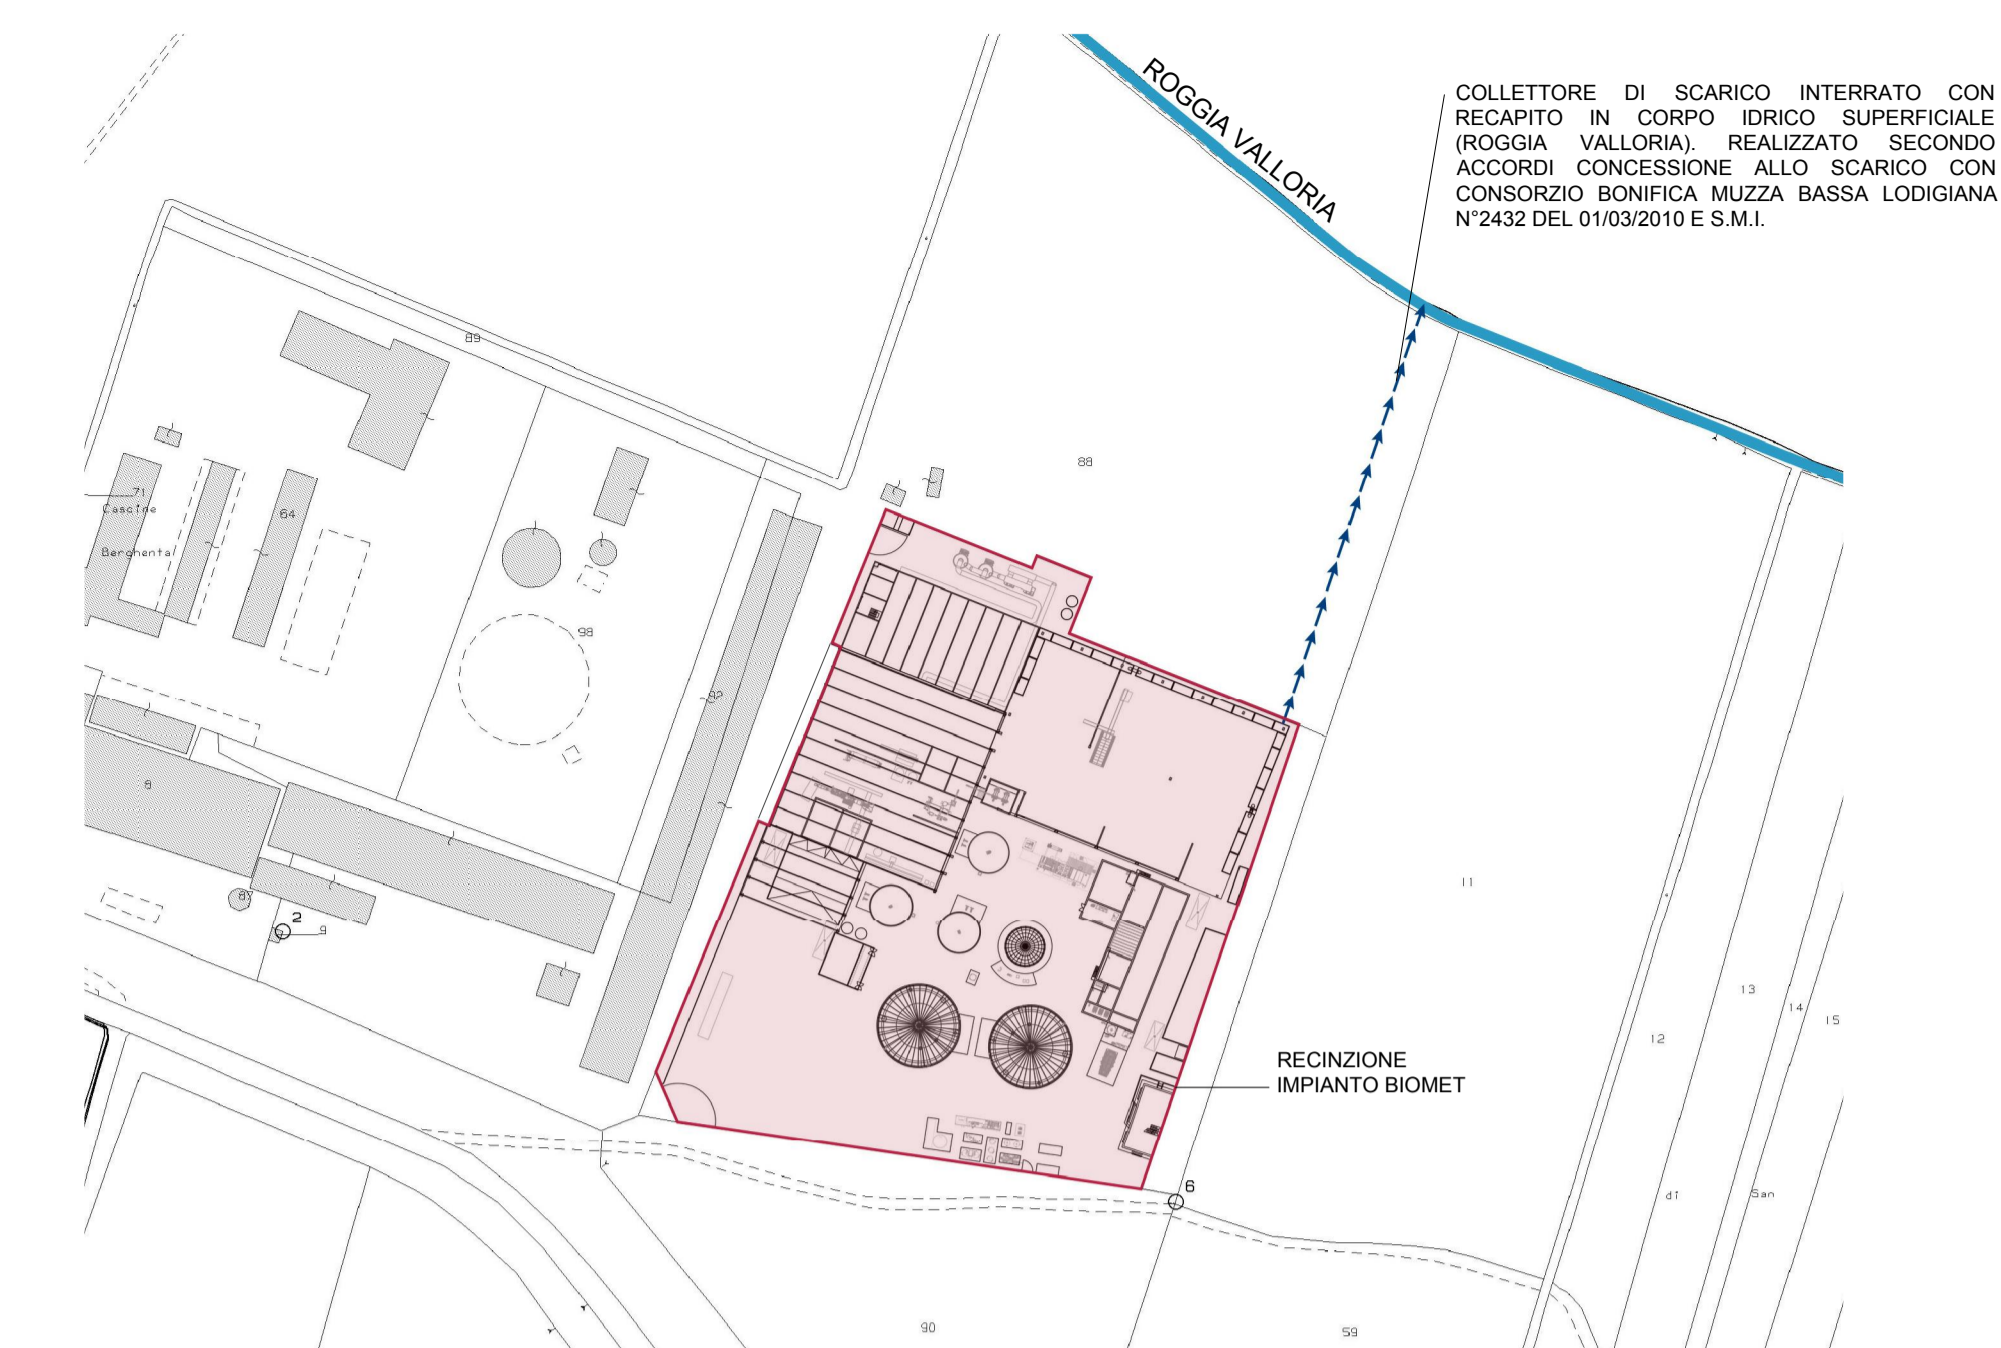 ROGGIA VALLORIA
COLLETTORE DI SCARICO INTERRATO CON
RECAPITO IN CORPO IDRICO SUPERFICIALE
(ROGGIA VALLORIA). REALIZZATO SECONDO
ACCORDI CONCESSIONE ALLO SCARICO CON
CONSORZIO BONIFICA MUZZA BASSA LODIGIANA
N°2432 DEL 01/03/2010 E S.M.I.
89
88
71
Cascine
64
Berghenta
98
92
8
11
87
2
9
13
14
15
12
RECINZIONE
IMPIANTO BIOMET
6
di
San
90
59